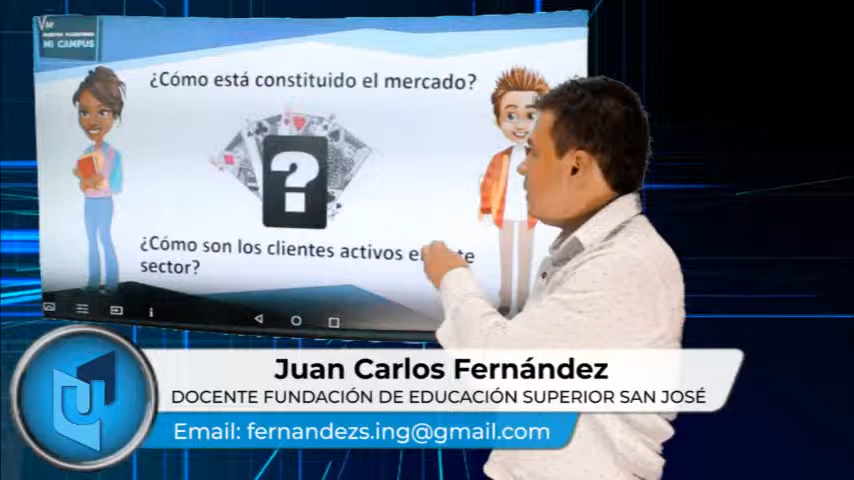 MI CAMPUS
¿Cómo está constituido el mercado?
?
¿Cómo son los clientes activos e
sector?
Juan Carlos Fernández
DOCENTE FUNDACIÓN DE EDUCACIÓN SUPERIOR SAN JOSÉ
Email: fernandezs.ing@gmail.com